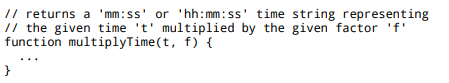 // returns a 'mm:ss' or 'hh:mm:ss' time string representing
// the given time 't' multiplied by the given factor 'f'
function multiplyTime(t, f) {
  ...
}